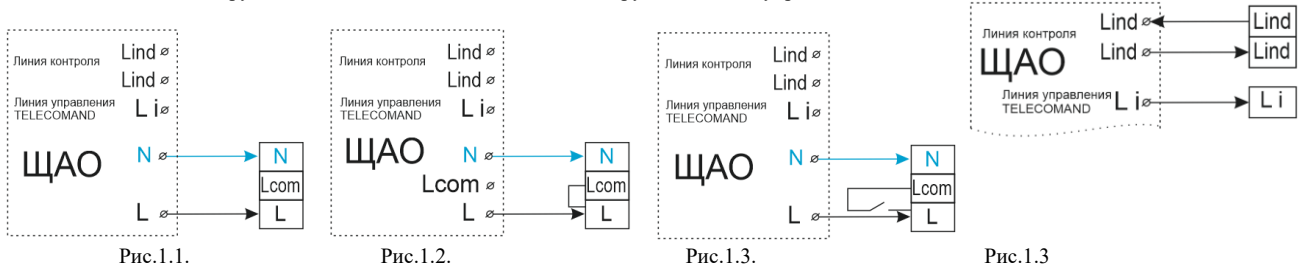 Lind
Линия контроля
Lind
Линия управления
TELECOMAND
L i
ЩАО
N
N
Lcom
L
L
Рис.1.1.
Lind
Линия контроля
Lind
Линия управления
TELECOMAND
L i
ЩАО
N
N
Lcom
Lcom
L
L
Рис.1.2.
Lind
Линия контроля
Lind
Линия управления
TELECOMAND
L i
ЩАО
N
N
Lcom
L
L
Рис.1.3.
Lind
Lind
Линия контроля
ЩАО
Lind
Lind
Линия управления
TELECOMAND
L i
L i
Рис.1.3